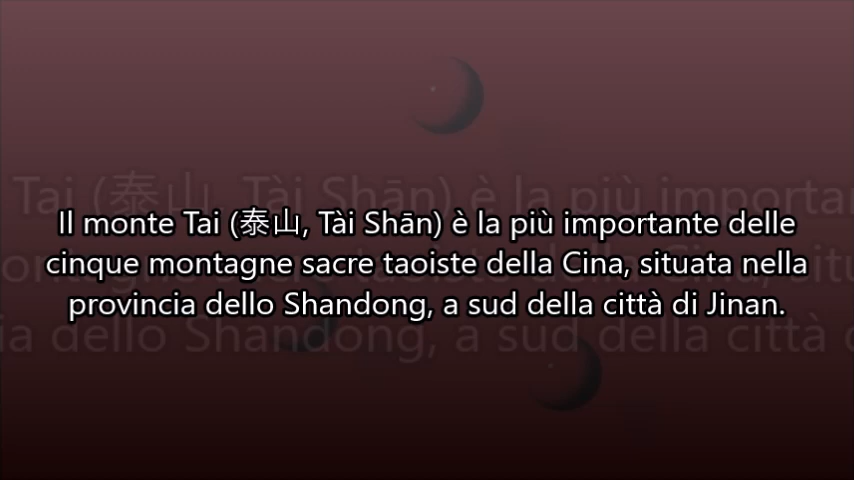 Il monte Tai (泰山, Tài Shān) è la più importante delle
cinque montagne sacre taoiste della Cina, situata nella
provincia dello Shandong, a sud della città di Jinan.